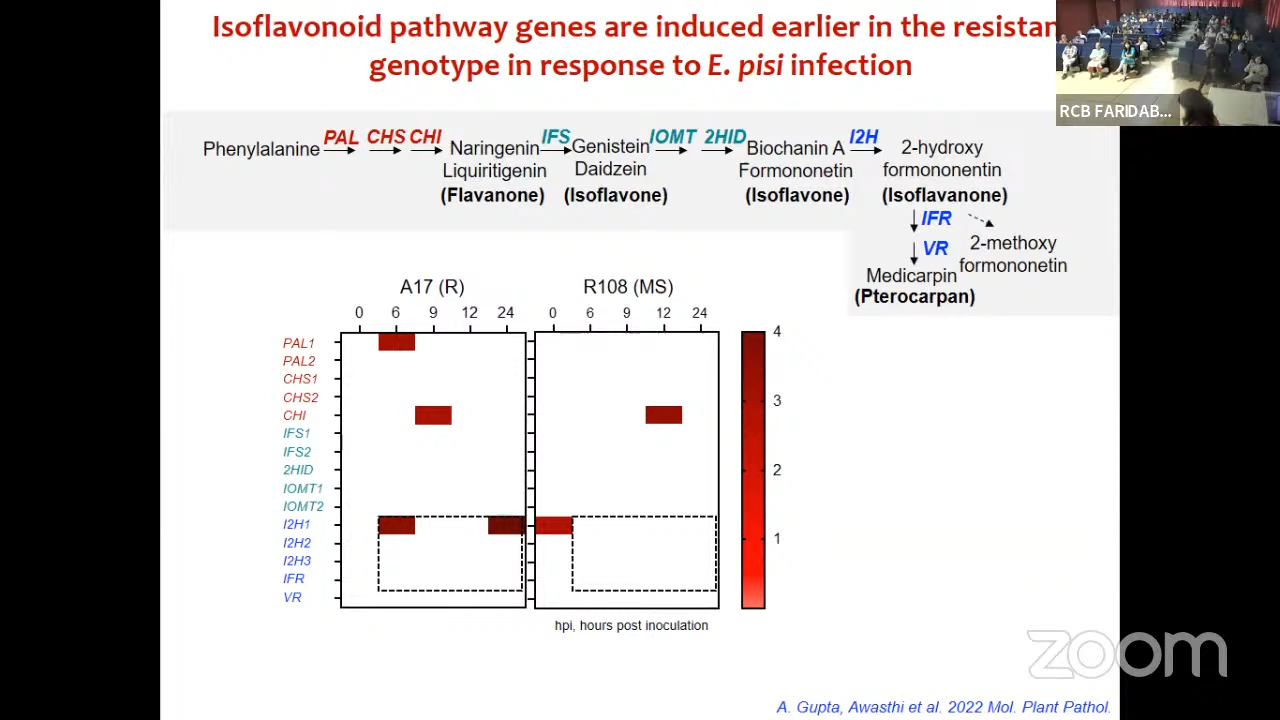 Isoflavonoid pathway genes are induced earlier in the resistan
genotype in response to E. pisi infection
RCB FARIDAB...
Phenylalanine PAL CHS CHI Naringenin IFS Genistein IOMT 2HID Biochanin A I2H 2-hydroxy
Liquiritigenin Daidzein Formononetin formononentin
(Flavanone) (Isoflavone) (Isoflavone) (Isoflavanone)
IFR
VR 2-methoxy
formononetin
Medicarpin
(Pterocarpan)
A17 (R) R108 (MS)
0 6 9 12 24 0 6 9 12 24
PAL1
PAL2
CHS1
CHS2
CHI
IFS1
IFS2
2HID
IOMT1
IOMT2
I2H1
I2H2
I2H3
IFR
VR
4
3
2
1
hpi, hours post inoculation
zoom
A. Gupta, Awasthi et al. 2022 Mol. Plant Pathol.